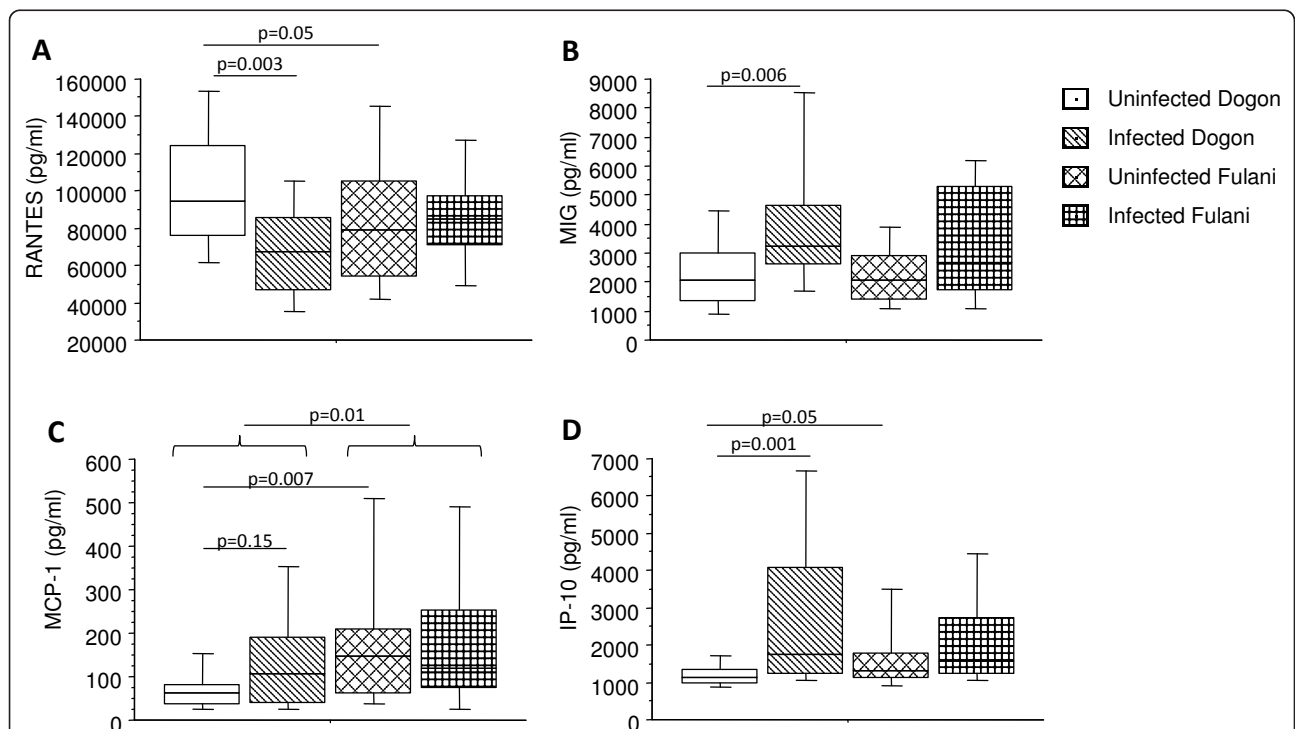 A
p=0.05
p=0.003
RANTES (pg/ml)
160000
140000
120000
100000
80000
60000
40000
20000
B
p=0.006
MIG (pg/ml)
9000
8000
7000
6000
5000
4000
3000
2000
1000
0
Uninfected Dogon
Infected Dogon
Uninfected Fulani
Infected Fulani
C
p=0.01
p=0.007
p=0.15
MCP-1 (pg/ml)
600
500
400
300
200
100
0
D
p=0.05
p=0.001
IP-10 (pg/ml)
7000
6000
5000
4000
3000
2000
1000
0